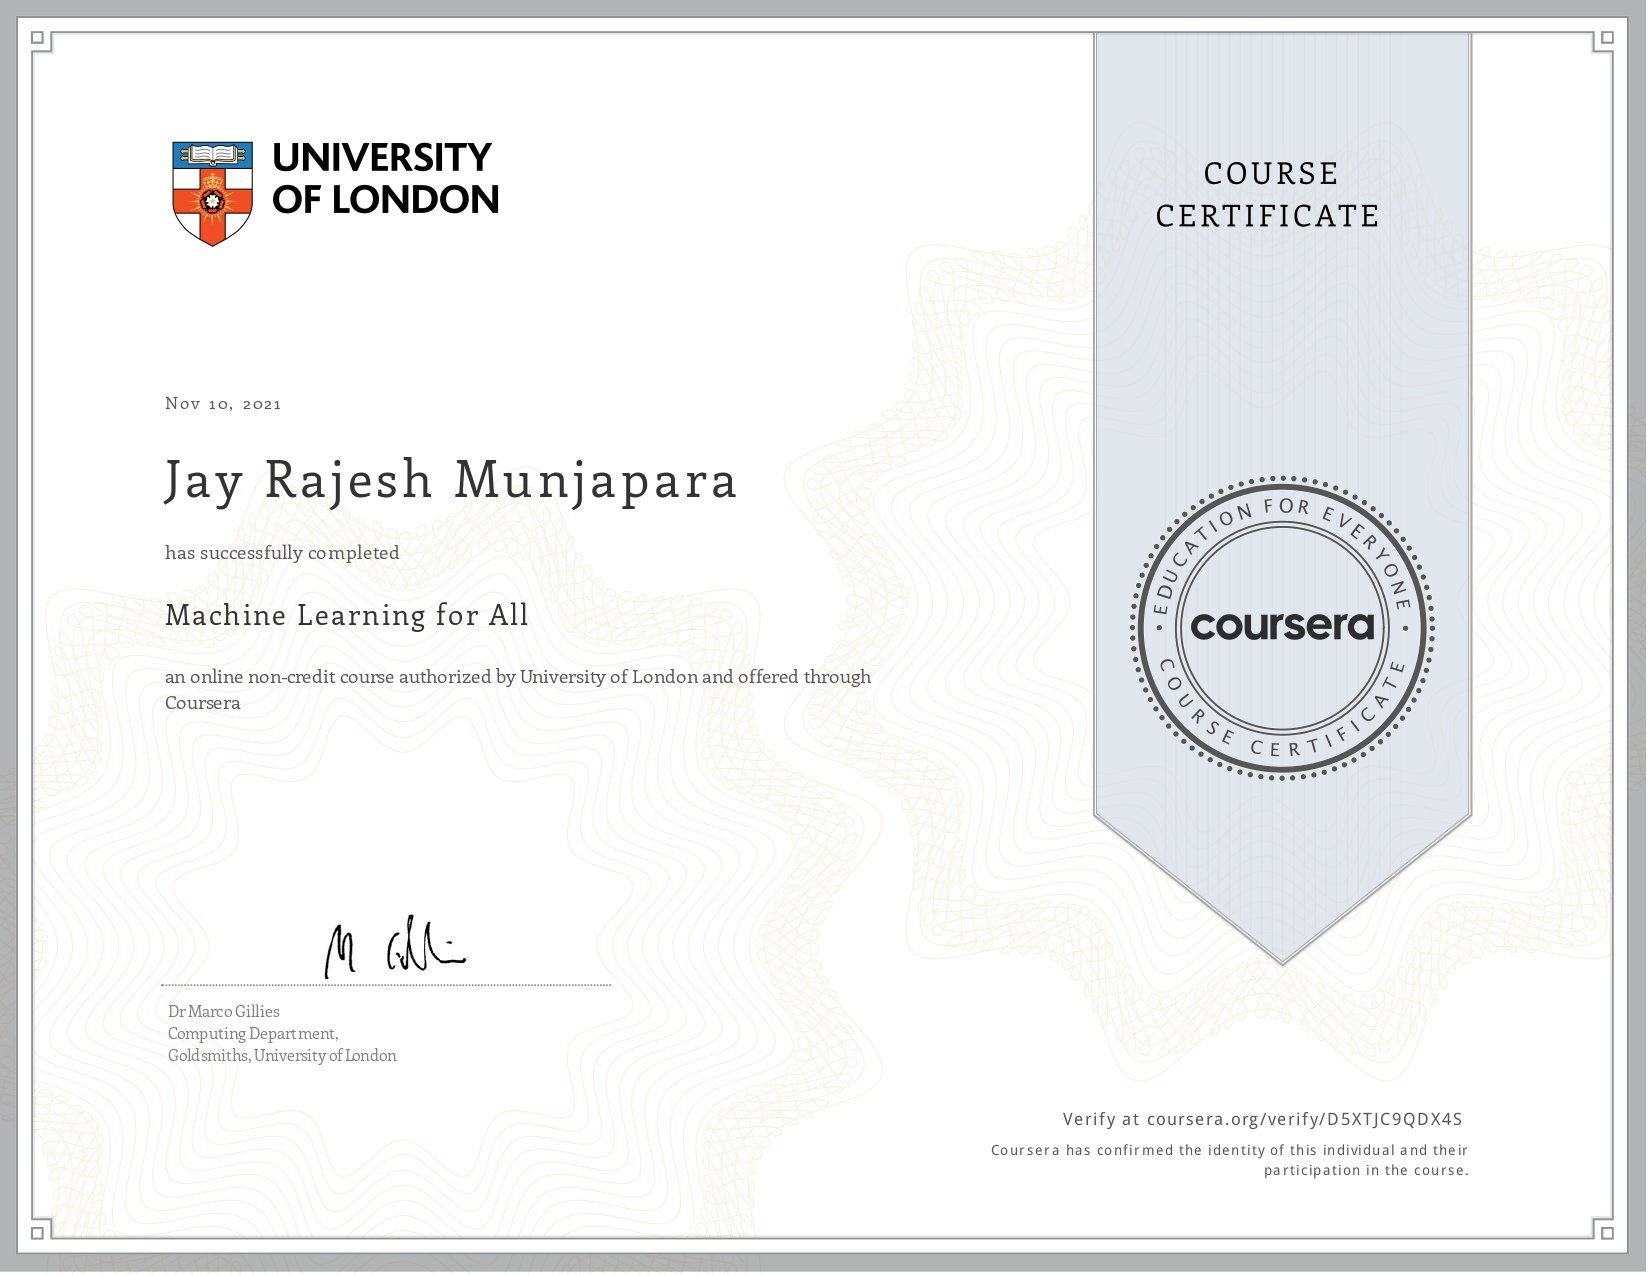 UNIVERSITY
OF LONDON
COURSE
CERTIFICATE
Nov 10, 2021
Jay Rajesh Munjapara
has successfully completed
Machine Learning for All
an online non-credit course authorized by University of London and offered through
Coursera
EDUCATION FOR EVERYONE
coursera
COURSE CERTIFICATE
M Gillies
Dr Marco Gillies
Computing Department,
Goldsmiths, University of London
Verify at coursera.org/verify/D5XTJC9QDX4S
Coursera has confirmed the identity of this individual and their
participation in the course.